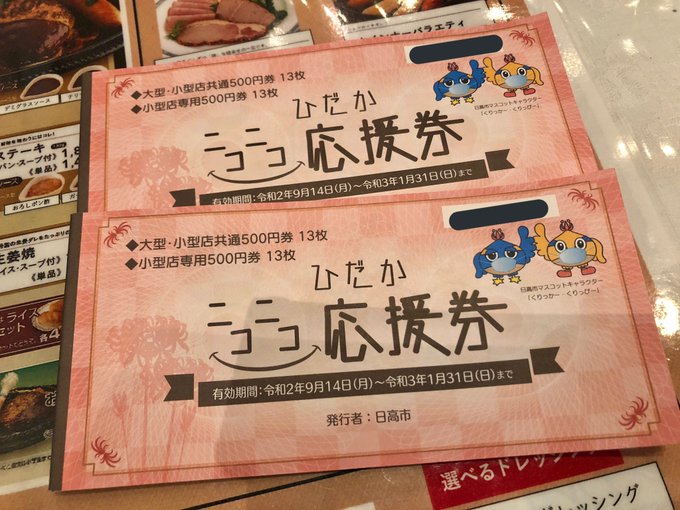 ◆大型・小型店共通500円券 13枚
◆小型店専用500円券 13枚
ひだか
ニコニコ応援券
日高市マスコットキャラクター
「くりっかー・くりっぴー」
有効期間:令和2年9月14日(月)〜令和3年1月31日(日)まで
◆大型・小型店共通500円券 13枚
◆小型店専用500円券 13枚
ひだか
ニコニコ応援券
日高市マスコットキャラクター
「くりっかー・くりっぴー」
有効期間:令和2年9月14日(月)〜令和3年1月31日(日)まで
発行者:日高市
デミグラスソース
ステーキ
パン・スープ付)
《単品》
おろしポン酢
生姜焼
イス・スープ付)
《単品》
ライス
セット
選べるドレッシン